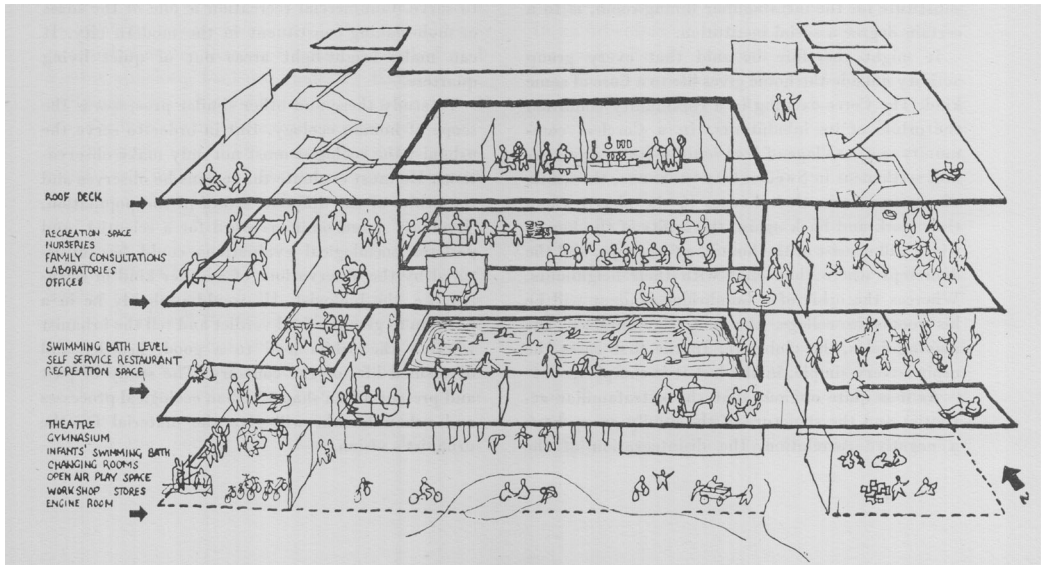 ROOF DECK
RECREATION SPACE
NURSERIES
FAMILY CONSULTATIONS
LABORATORIES
OFFICES
SWIMMING BATH LEVEL
SELF SERVICE RESTAURANT
RECREATION SPACE
THEATRE
GYMNASIUM
INFANTS' SWIMMING BATH
CHANGING ROOMS
OPEN AIR PLAY SPACE
WORKSHOP STORES
ENGINE ROOM
N